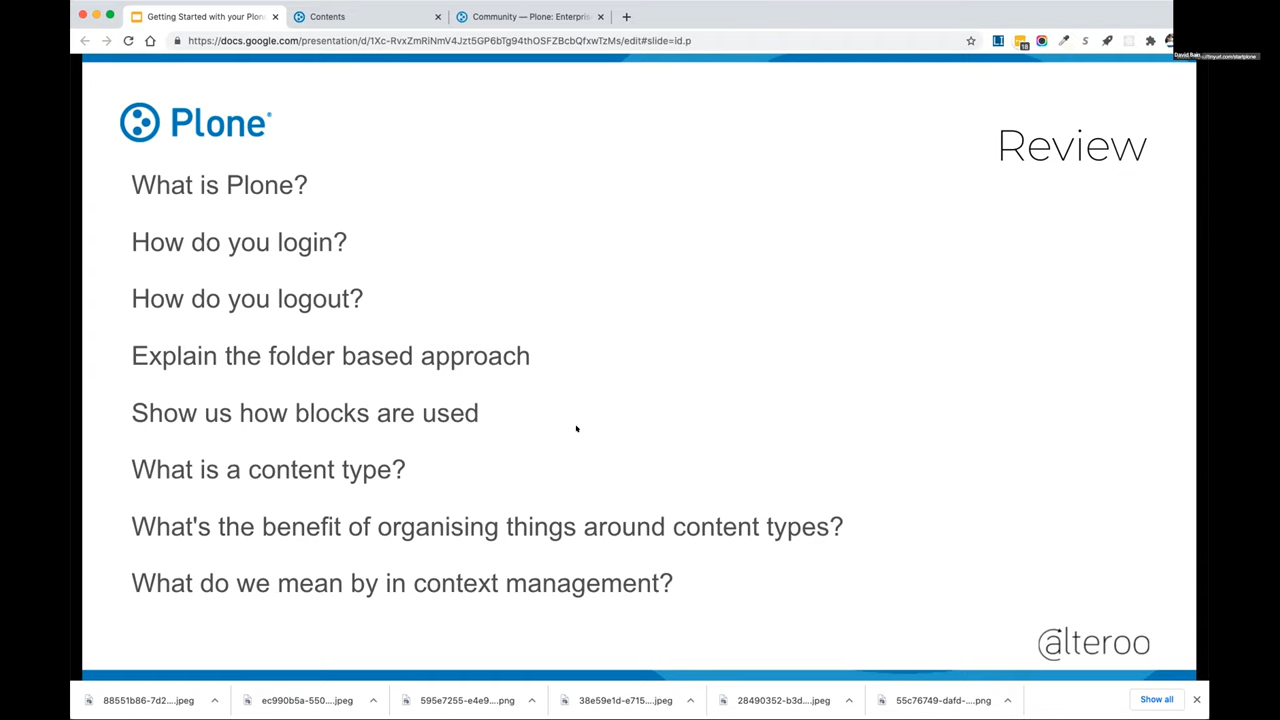 Getting Started with your Plon
Contents
Community — Plone: Enterpris
https://docs.google.com/presentation/d/1Xc-RvxZmRiNmV4Jzt5GP6bTg94thOSFZBcbQfxwTzMs/edit#slide=id.p
18
David Bain
Plone®
Review
What is Plone?
How do you login?
How do you logout?
Explain the folder based approach
Show us how blocks are used
What is a content type?
What's the benefit of organising things around content types?
What do we mean by in context management?
@lteroo
88551b86-7d2....jpeg
ec990b5a-550....jpeg
595e7255-e4e9....png
38e59e1d-e715....jpeg
28490352-b3d....jpeg
55c76749-dafd-....png
Show all